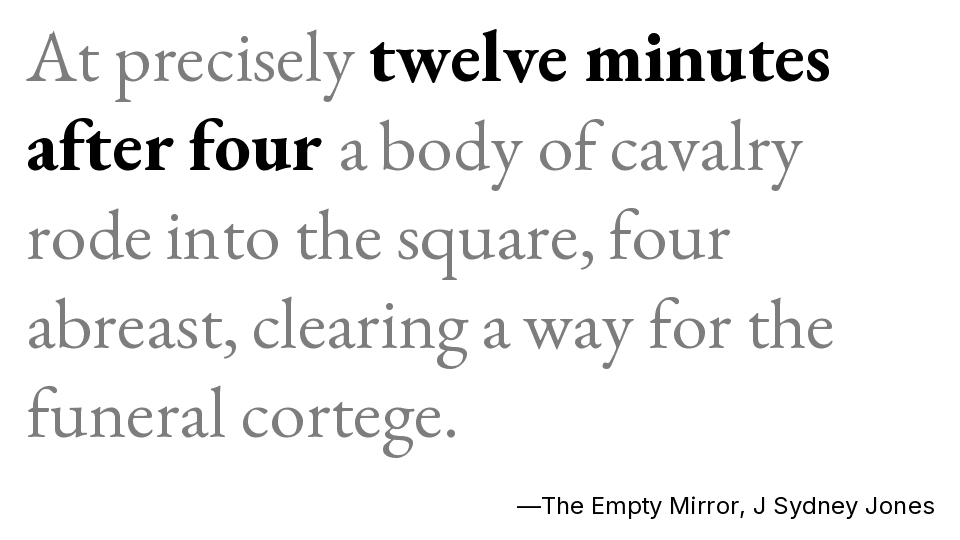 At precisely twelve minutes
after four a body of cavalry
rode into the square, four
abreast, clearing a way for the
funeral cortege.
—The Empty Mirror, J Sydney Jones